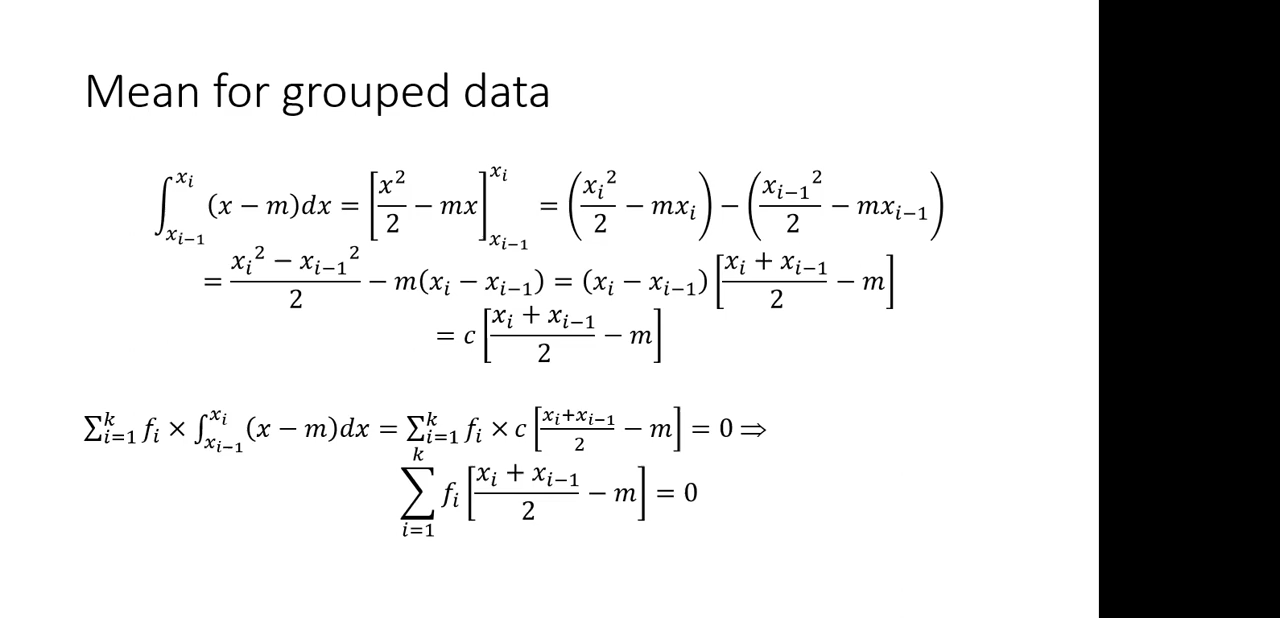 Mean for grouped data
∫_{x_{i−1}}^{x_i} (x − m)dx = [x²/2 − mx]_{x_{i−1}}^{x_i} = (x_i²/2 − mx_i) − (x_{i−1}²/2 − mx_{i−1})
= (x_i² − x_{i−1}²)/2 − m(x_i − x_{i−1}) = (x_i − x_{i−1}) [(x_i + x_{i−1})/2 − m]
= c [(x_i + x_{i−1})/2 − m]
∑_{i=1}^{k} f_i × ∫_{x_{i−1}}^{x_i} (x − m)dx = ∑_{i=1}^{k} f_i × c [(x_i+x_{i−1})/2 − m] = 0 ⇒
∑_{i=1}^{k} f_i [(x_i + x_{i−1})/2 − m] = 0